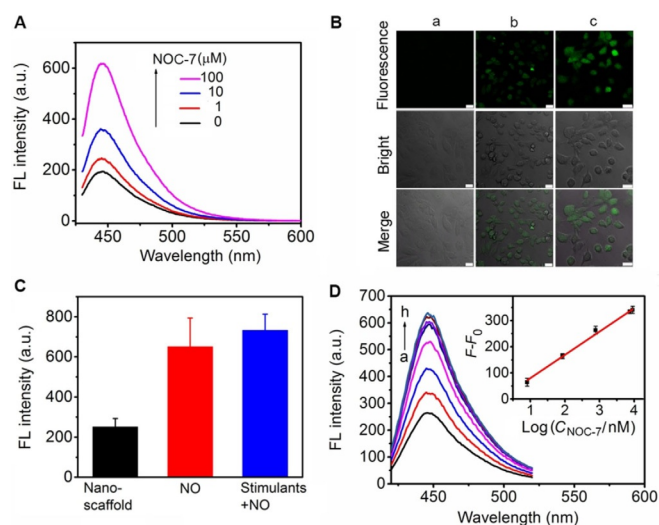 A
NOC-7(μM)
100
10
1
0
FL intensity (a.u.)
600
400
200
0
450 500 550 600
Wavelength (nm)
B
a b c
Fluorescence
Bright
Merge
C
FL intensity (a.u.)
800
600
400
200
0
Nano-
scaffold
NO
Stimulants
+NO
D
FL intensity (a.u.)
700
600
500
400
300
200
100
0
h
a
450 500 550 600
Wavelength (nm)
F-F0
300
200
100
0
1 2 3 4
Log (CNOC-7/nM)